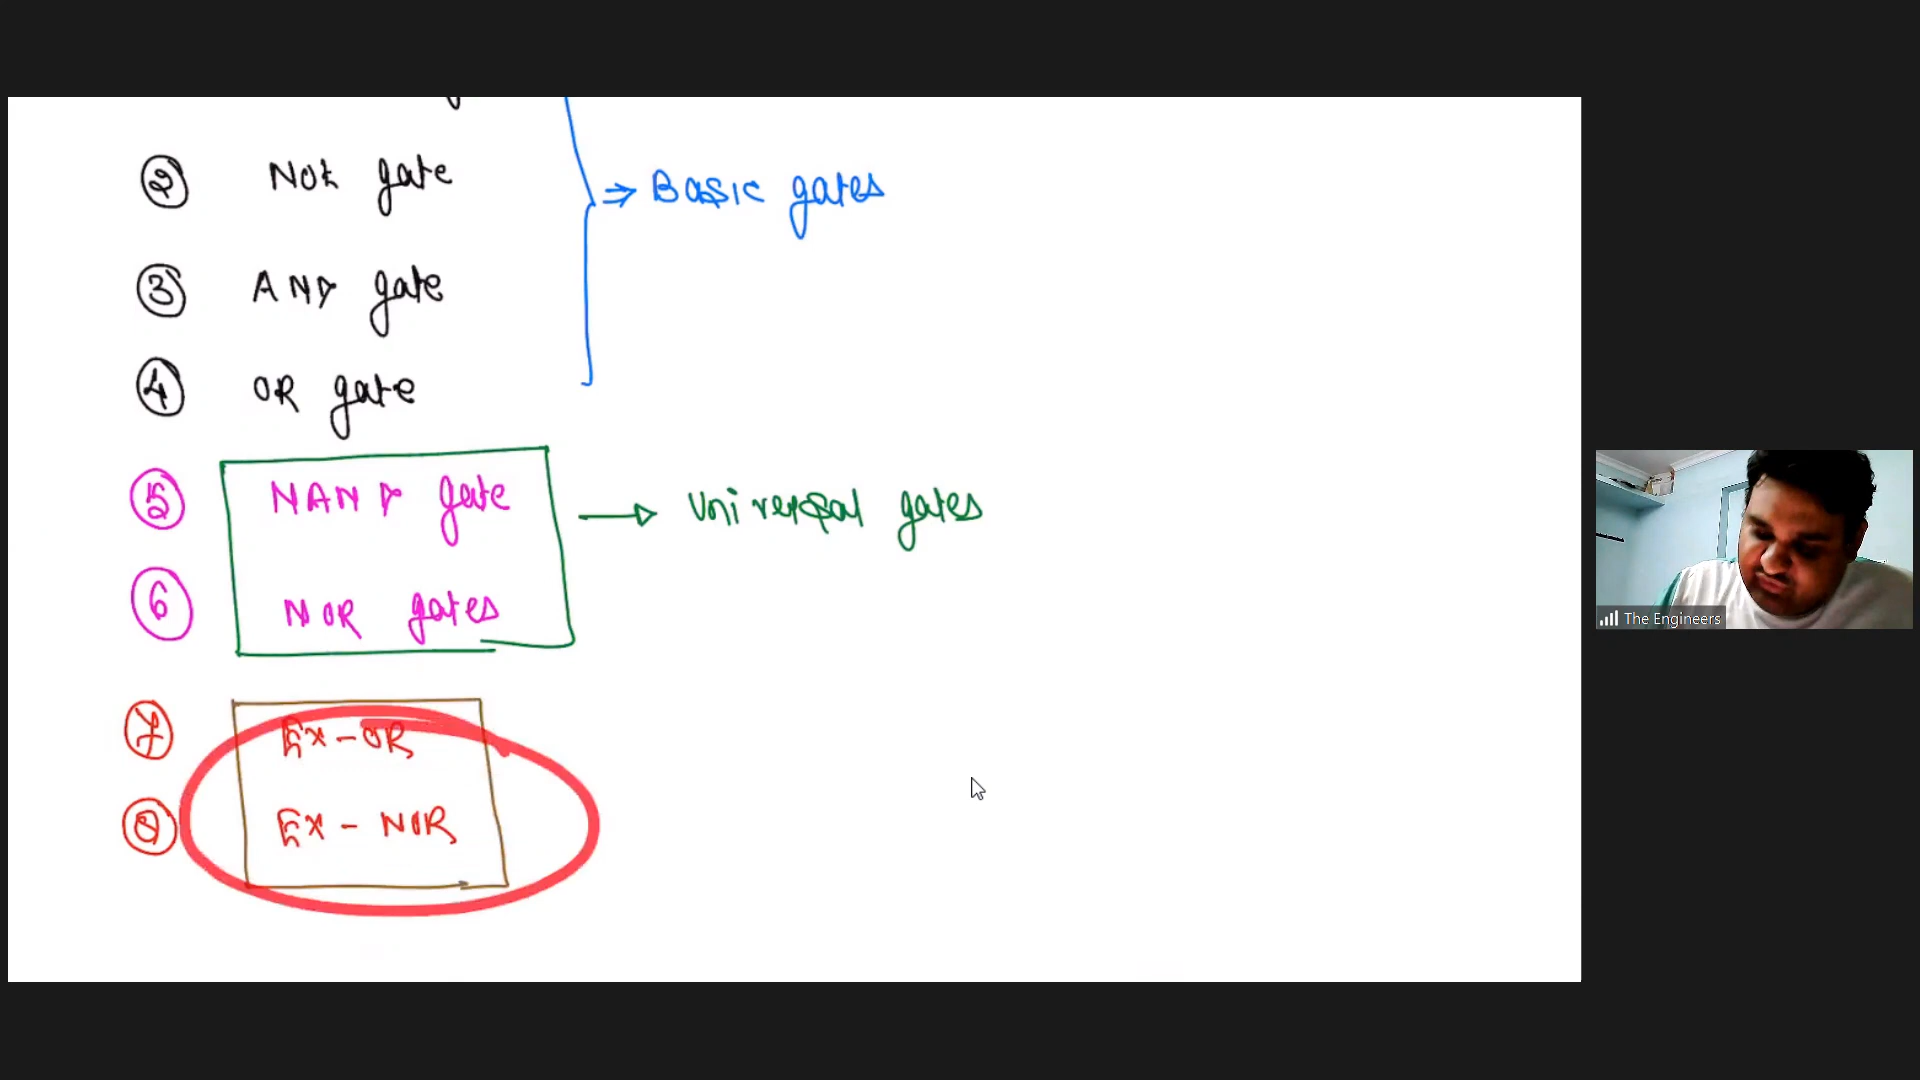 ② NOT gate
⇒ Basic gates
③ AND gate
④ OR gate
⑤ NAND gate
→ Universal gates
⑥ NOR gates
⑦ Ex-OR
⑧ Ex - NOR
The Engineers